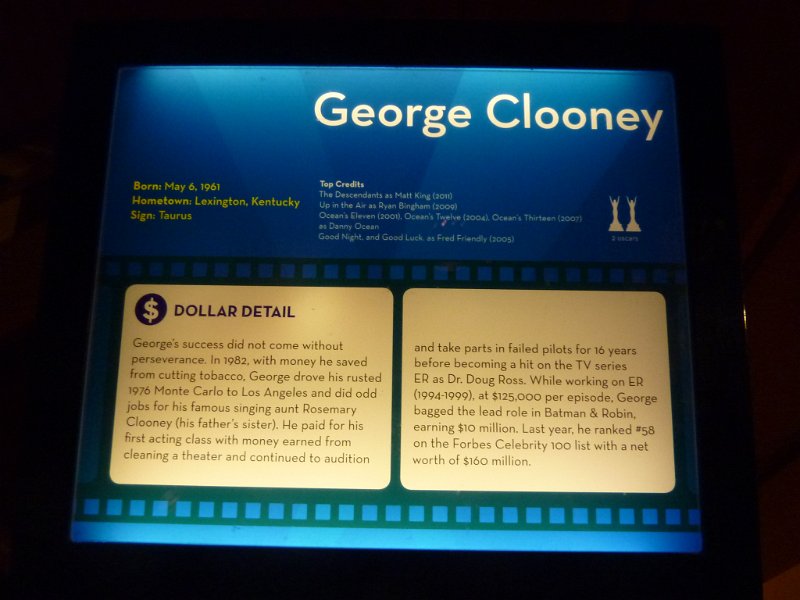 George Clooney
Born: May 6, 1961
Hometown: Lexington, Kentucky
Sign: Taurus
Top Credits
The Descendants as Matt King (2011)
Up in the Air as Ryan Bingham (2009)
Ocean's Eleven (2001), Ocean's Twelve (2004), Ocean's Thirteen (2007)
as Danny Ocean
Good Night, and Good Luck. as Fred Friendly (2005)
2 oscars
$ DOLLAR DETAIL
George's success did not come without
perseverance. In 1982, with money he saved
from cutting tobacco, George drove his rusted
1976 Monte Carlo to Los Angeles and did odd
jobs for his famous singing aunt Rosemary
Clooney (his father's sister). He paid for his
first acting class with money earned from
cleaning a theater and continued to audition
and take parts in failed pilots for 16 years
before becoming a hit on the TV series
ER as Dr. Doug Ross. While working on ER
(1994-1999), at $125,000 per episode, George
bagged the lead role in Batman & Robin,
earning $10 million. Last year, he ranked #58
on the Forbes Celebrity 100 list with a net
worth of $160 million.